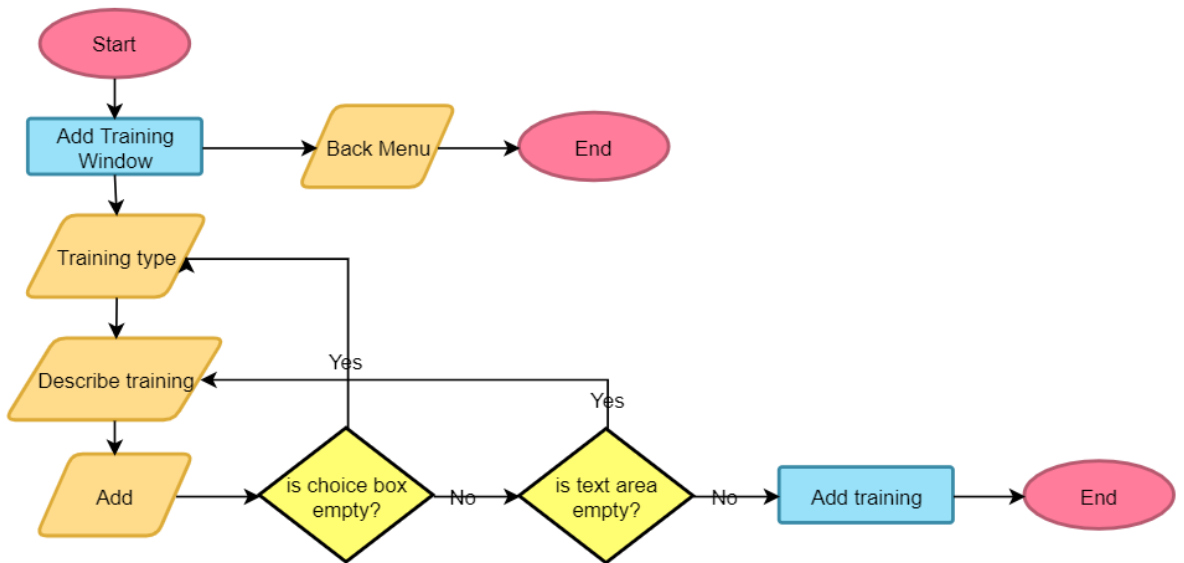 Start
Add Training
Window
Back Menu
End
Training type
Yes
Describe training
Yes
Add
is choice box
empty?
No
is text area
empty?
No
Add training
End